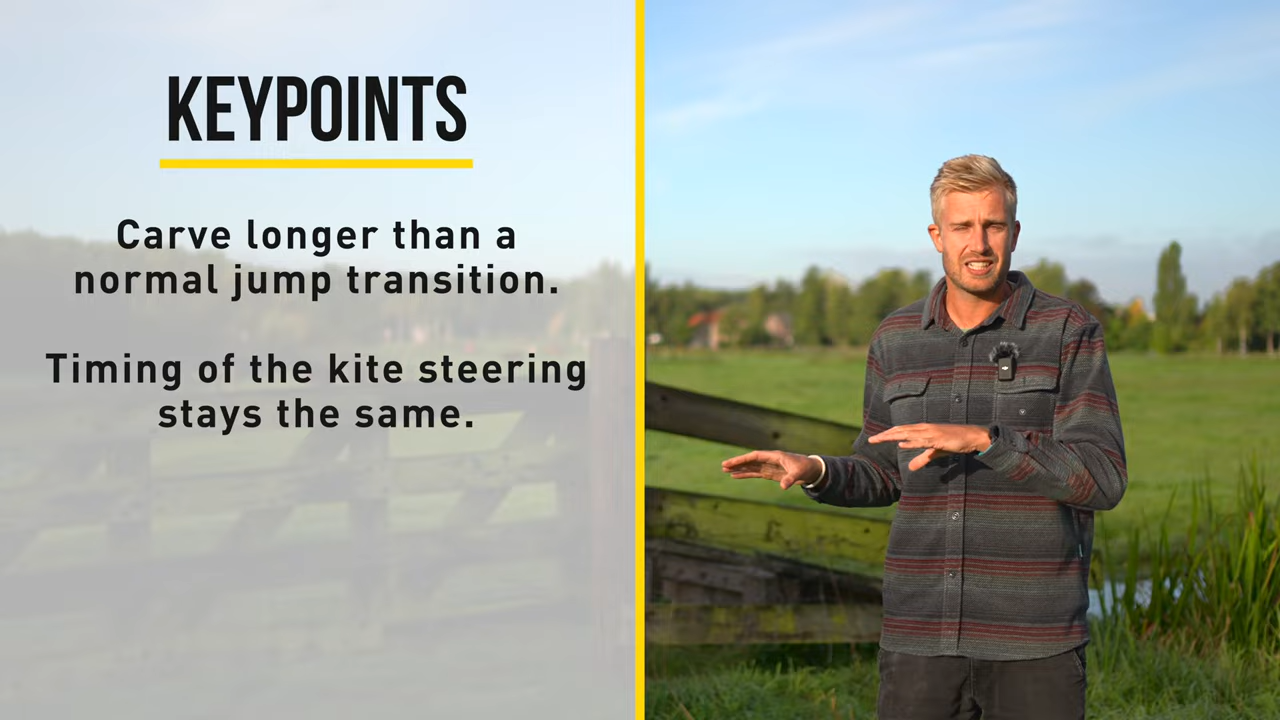 KEYPOINTS
Carve longer than a
normal jump transition.
Timing of the kite steering
stays the same.